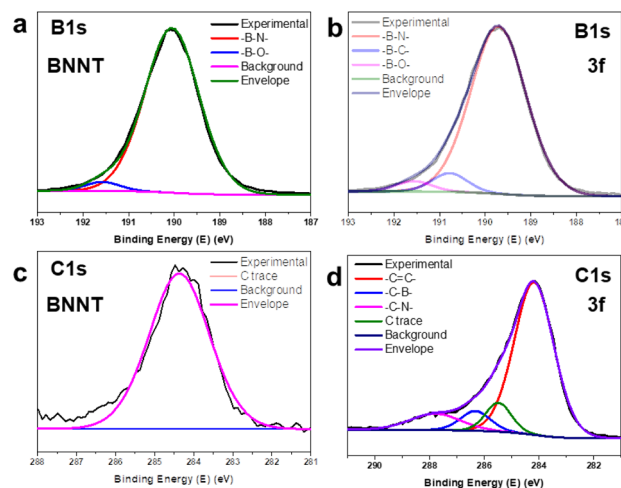 a
B1s
BNNT
Experimental
-B-N-
-B-O-
Background
Envelope
193 192 191 190 189 188 187
Binding Energy (E) (eV)
b
B1s
3f
Experimental
-B-N-
-B-C-
-B-O-
Background
Envelope
193 192 191 190 189 188 187
Binding Energy (E) (eV)
c
C1s
BNNT
Experimental
C trace
Background
Envelope
288 287 286 285 284 283 282 281
Binding Energy (E) (eV)
d
C1s
3f
Experimental
-C=C-
-C-B-
-C-N-
C trace
Background
Envelope
290 288 286 284 282
Binding Energy (E) (eV)